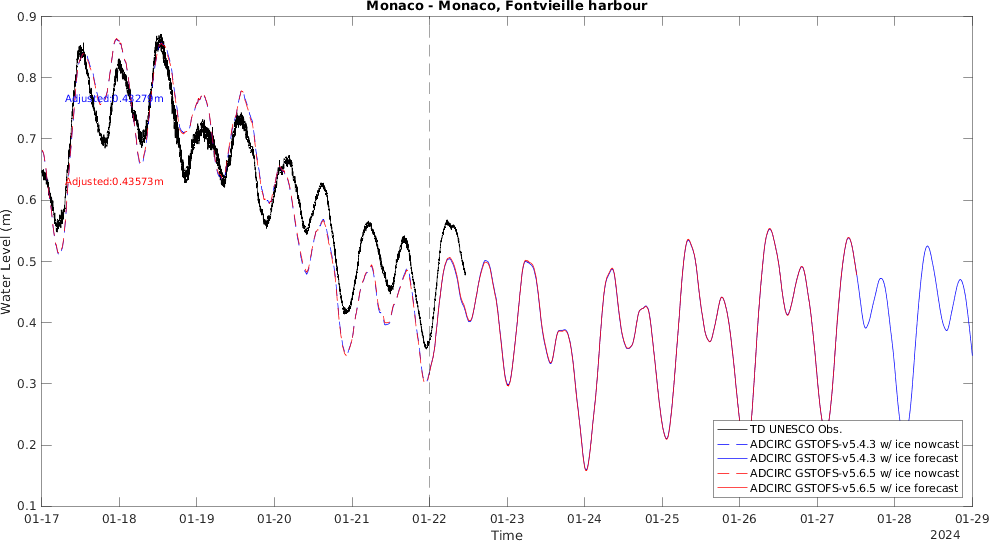 Monaco - Monaco, Fontvieille harbour
0.9
0.8
0.7
0.6
0.5
0.4
0.3
0.2
0.1
Water Level (m)
Adjusted:0.43279m
Adjusted:0.43573m
TD UNESCO Obs.
ADCIRC GSTOFS-v5.4.3 w/ ice nowcast
ADCIRC GSTOFS-v5.4.3 w/ ice forecast
ADCIRC GSTOFS-v5.6.5 w/ ice nowcast
ADCIRC GSTOFS-v5.6.5 w/ ice forecast
01-17 01-18 01-19 01-20 01-21 01-22 01-23 01-24 01-25 01-26 01-27 01-28 01-29
Time
2024